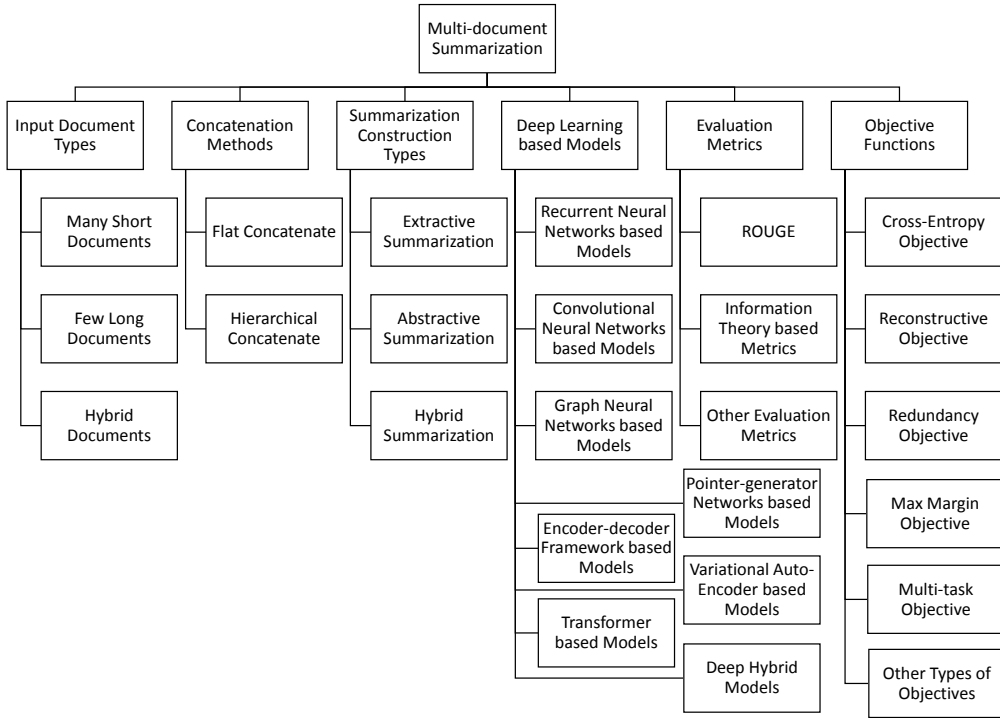 Multi-document
Summarization
Input Document
Types
Concatenation
Methods
Summarization
Construction
Types
Deep Learning
based Models
Evaluation
Metrics
Objective
Functions
Many Short
Documents
Few Long
Documents
Hybrid
Documents
Flat Concatenate
Hierarchical
Concatenate
Extractive
Summarization
Abstractive
Summarization
Hybrid
Summarization
Recurrent Neural
Networks based
Models
Convolutional
Neural Networks
based Models
Graph Neural
Networks based
Models
Pointer-generator
Networks based
Models
Encoder-decoder
Framework based
Models
Variational Auto-
Encoder based
Models
Transformer
based Models
Deep Hybrid
Models
ROUGE
Information
Theory based
Metrics
Other Evaluation
Metrics
Cross-Entropy
Objective
Reconstructive
Objective
Redundancy
Objective
Max Margin
Objective
Multi-task
Objective
Other Types of
Objectives